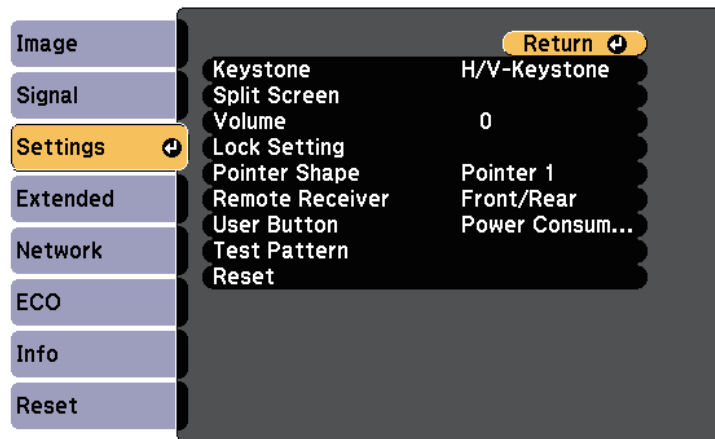 Image
Signal
Settings
Extended
Network
ECO
Info
Reset
Return
Keystone H/V-Keystone
Split Screen
Volume 0
Lock Setting
Pointer Shape Pointer 1
Remote Receiver Front/Rear
User Button Power Consum...
Test Pattern
Reset